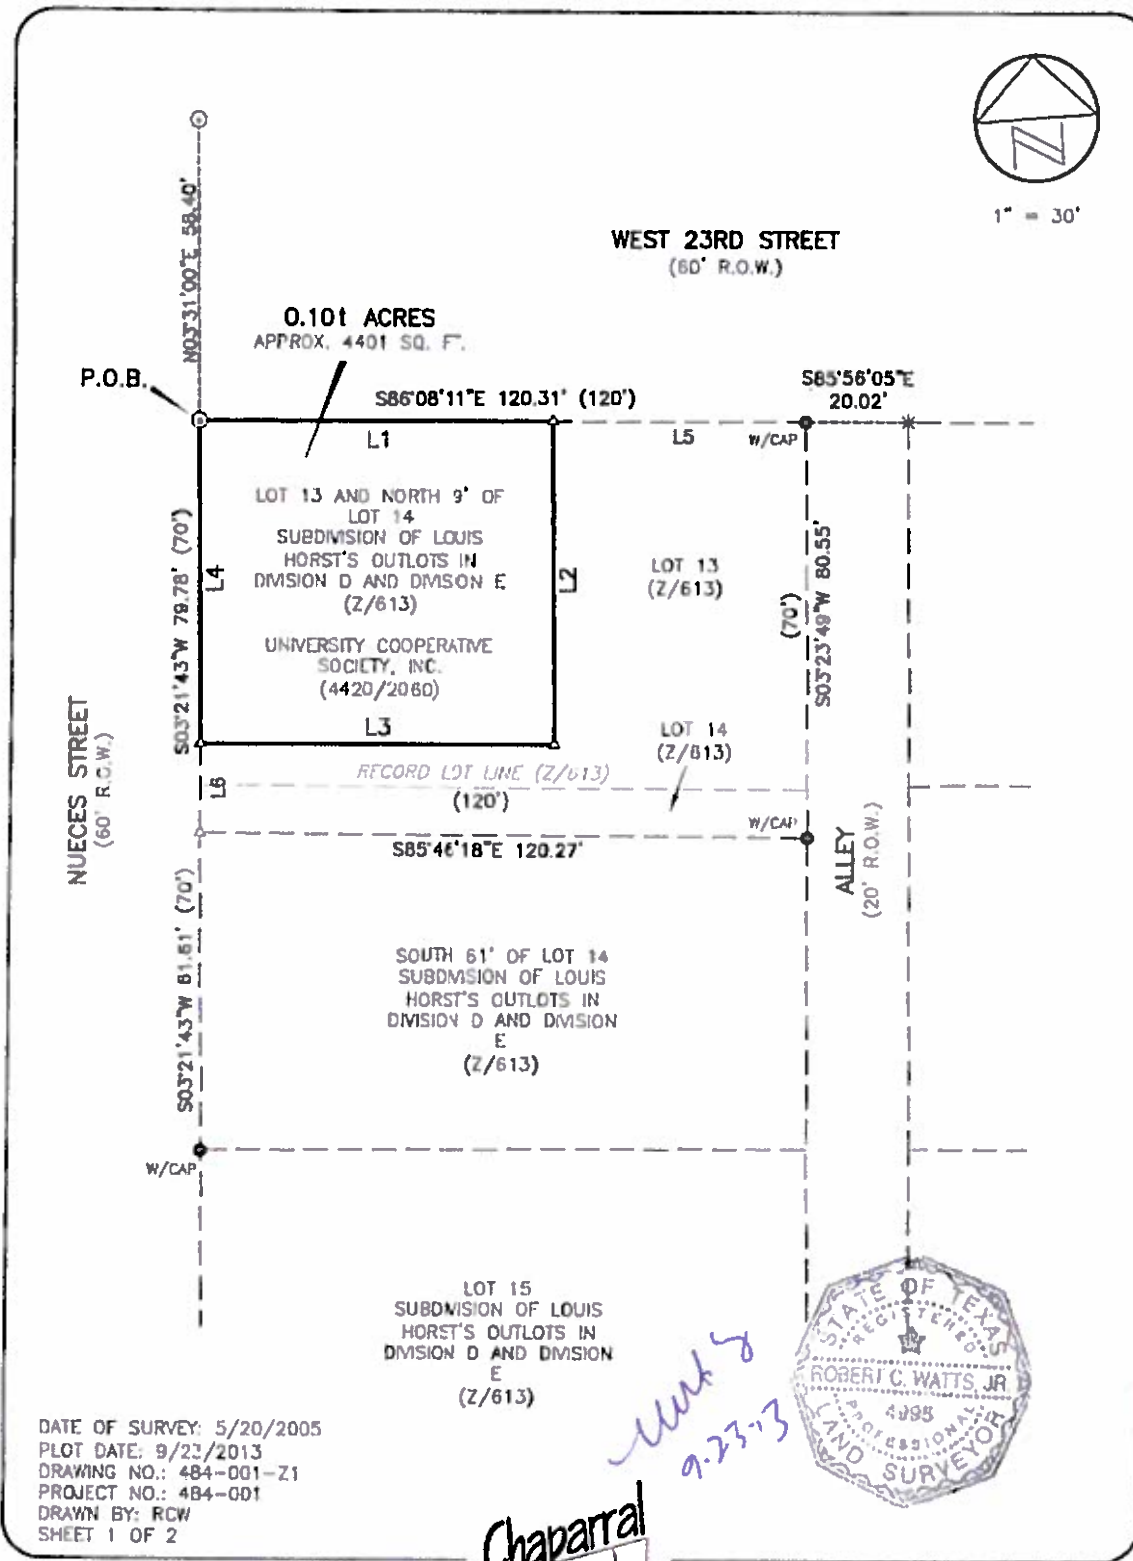 1" = 30'
WEST 23RD STREET
(60' R.O.W.)
N03°31'00"E 58.40'
0.101 ACRES
APPROX. 4401 SQ. FT.
P.O.B.
S86°08'11"E 120.31' (120')
S85°56'05"E
20.02'
L1
L5
W/CAP
LOT 13 AND NORTH 9' OF
LOT 14
SUBDIVISION OF LOUIS
HORST'S OUTLOTS IN
DIVISION D AND DIVISION E
(Z/613)
UNIVERSITY COOPERATIVE
SOCIETY, INC.
(4420/2060)
S03°21'43"W 79.78' (70')
L4
L2
LOT 13
(Z/613)
(70')
S03°23'49"W 80.55'
L3
LOT 14
(Z/613)
NUECES STREET
(60' R.O.W.)
L6
RECORD LOT LINE (Z/613)
(120')
W/CAP
S85°46'18"E 120.27'
ALLEY
(20' R.O.W.)
S03°21'43"W 61.61' (70')
SOUTH 61' OF LOT 14
SUBDIVISION OF LOUIS
HORST'S OUTLOTS IN
DIVISION D AND DIVISION
E
(Z/613)
W/CAP
LOT 15
SUBDIVISION OF LOUIS
HORST'S OUTLOTS IN
DIVISION D AND DIVISION
E
(Z/613)
STATE OF TEXAS
REGISTERED
ROBERT C. WATTS, JR.
4995
PROFESSIONAL
LAND SURVEYOR
9-23-13
DATE OF SURVEY: 5/20/2005
PLOT DATE: 9/23/2013
DRAWING NO.: 484-001-Z1
PROJECT NO.: 484-001
DRAWN BY: RCW
SHEET 1 OF 2
Chaparral